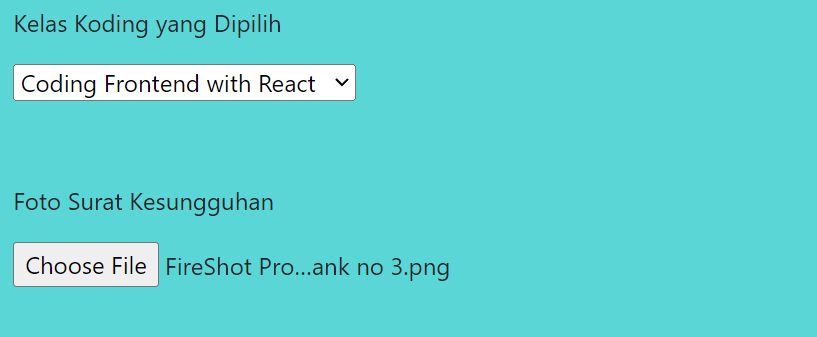 Kelas Koding yang Dipilih
Coding Frontend with React
Foto Surat Kesungguhan
Choose File FireShot Pro...ank no 3.png